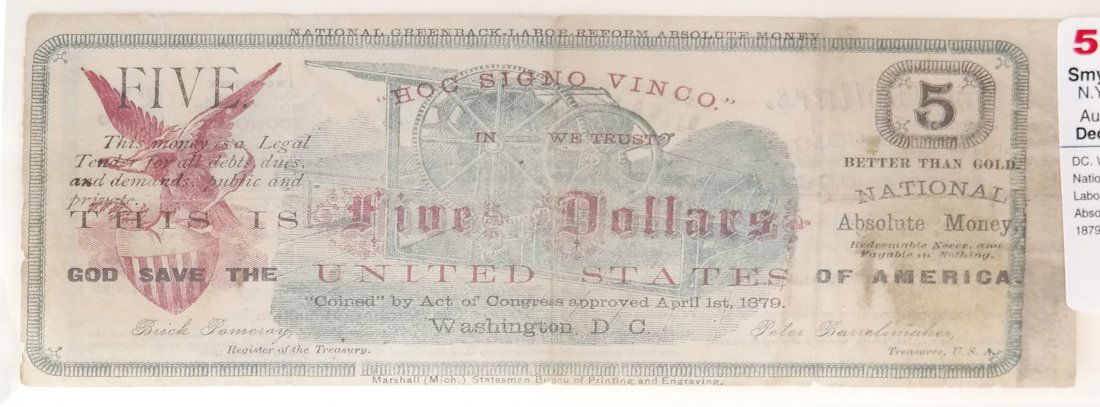 NATIONAL GREENBACK-LABOR-REFORM ABSOLUTE MONEY
FIVE.
"HOC SIGNO VINCO."
5
This money is a Legal
Tender for all debts, dues,
and demands, public and
private.
IN WE TRUST
BETTER THAN GOLD.
NATIONAL
Absolute Money,
Redeemable Never, and
Payable in Nothing.
THIS IS Five Dollars
GOD SAVE THE UNITED STATES OF AMERICA.
"Coined" by Act of Congress approved April 1st, 1879.
Washington, D. C.
Brick Pomeroy,
Register of the Treasury.
Peter Barrelmaker,
Treasurer, U. S. A.
Marshall (Mich.) Statesman Bureau of Printing and Engraving.
5
Smy
N.Y
Au
Dec
DC. W
Natio
Labo
Abso
1879